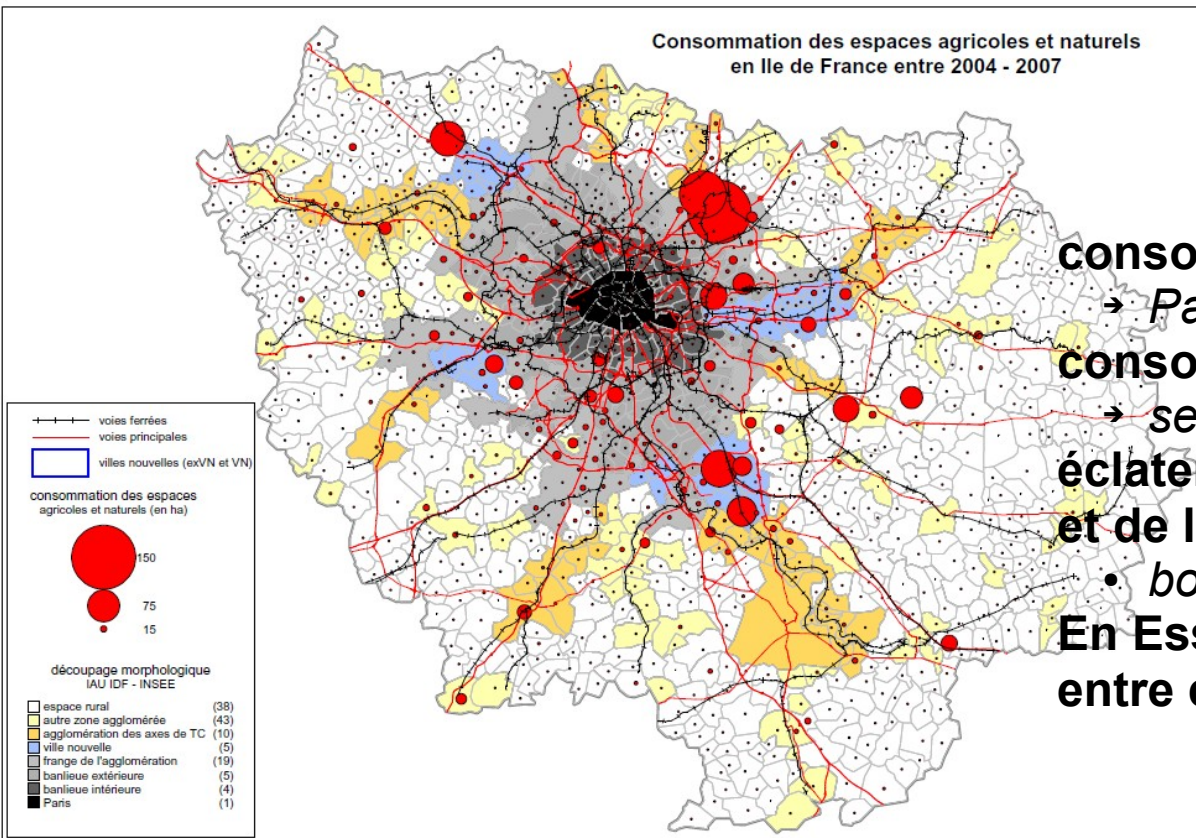 Consommation des espaces agricoles et naturels
en Ile de France entre 2004 - 2007
voies ferrées
voies principales
villes nouvelles (exVN et VN)
consommation des espaces
agricoles et naturels (en ha)
150
75
15
découpage morphologique
IAU IDF - INSEE
espace rural (38)
autre zone agglomérée (43)
agglomération des axes de TC (10)
ville nouvelle (5)
frange de l'agglomération (19)
banlieue extérieure (5)
banlieue intérieure (4)
Paris (1)
conso
→ Pa
conso
→ se
éclate
et de l
• bo
En Ess
entre